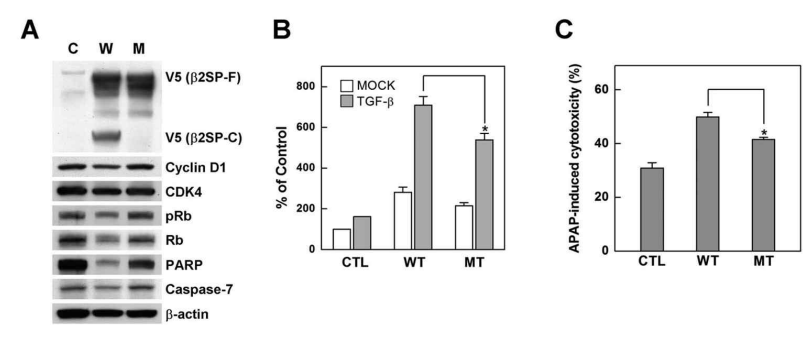 A
C W M
V5 (β2SP-F)
V5 (β2SP-C)
Cyclin D1
CDK4
pRb
Rb
PARP
Caspase-7
β-actin
B
% of Control
800
600
400
200
0
MOCK
TGF-β
*
CTL WT MT
C
APAP-induced cytotoxicity (%)
60
40
20
0
*
CTL WT MT